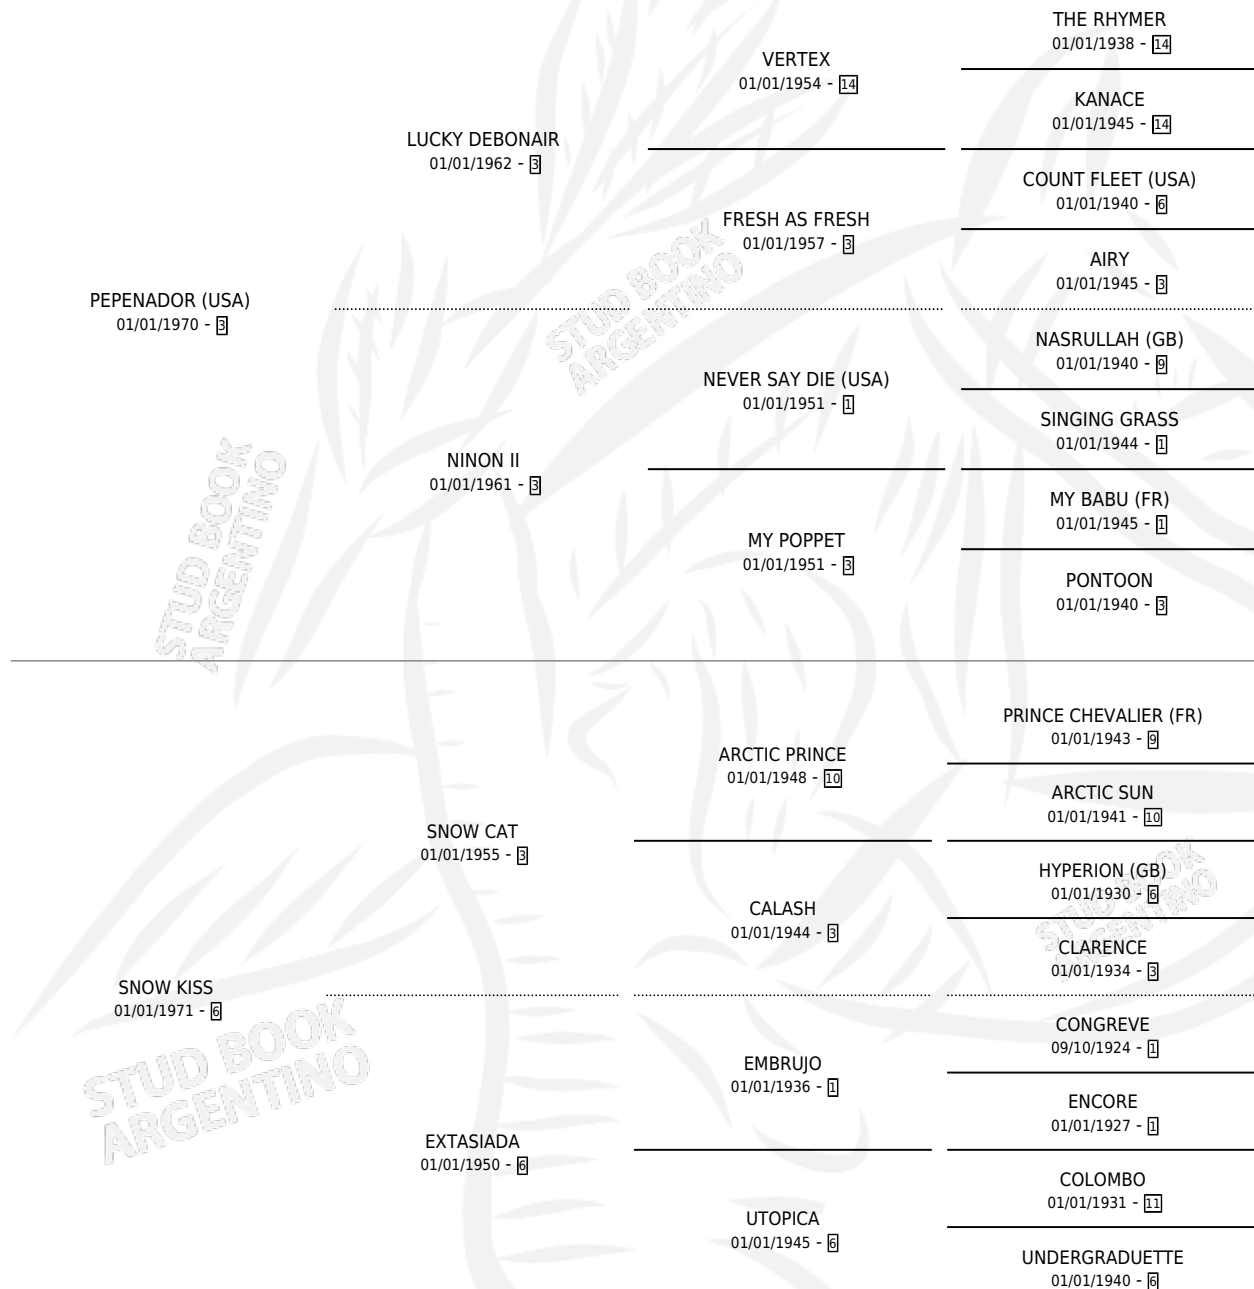 THE RHYMER
01/01/1938 - 14
VERTEX
01/01/1954 - 14
KANACE
01/01/1945 - 14
LUCKY DEBONAIR
01/01/1962 - 3
COUNT FLEET (USA)
01/01/1940 - 6
FRESH AS FRESH
01/01/1957 - 3
AIRY
01/01/1945 - 3
PEPENADOR (USA)
01/01/1970 - 3
NASRULLAH (GB)
01/01/1940 - 9
NEVER SAY DIE (USA)
01/01/1951 - 1
SINGING GRASS
01/01/1944 - 1
NINON II
01/01/1961 - 3
MY BABU (FR)
01/01/1945 - 1
MY POPPET
01/01/1951 - 3
PONTOON
01/01/1940 - 3
STUD BOOK
ARGENTINO
STUD BOOK
ARGENTINO
PRINCE CHEVALIER (FR)
01/01/1943 - 9
ARCTIC PRINCE
01/01/1948 - 10
ARCTIC SUN
01/01/1941 - 10
SNOW CAT
01/01/1955 - 3
HYPERION (GB)
01/01/1930 - 6
CALASH
01/01/1944 - 3
CLARENCE
01/01/1934 - 3
STUD BOOK
ARGENTINO
SNOW KISS
01/01/1971 - 6
CONGREVE
09/10/1924 - 1
EMBRUJO
01/01/1936 - 1
ENCORE
01/01/1927 - 1
EXTASIADA
01/01/1950 - 6
COLOMBO
01/01/1931 - 11
UTOPICA
01/01/1945 - 6
UNDERGRADUETTE
01/01/1940 - 6
STUD BOOK
ARGENTINO